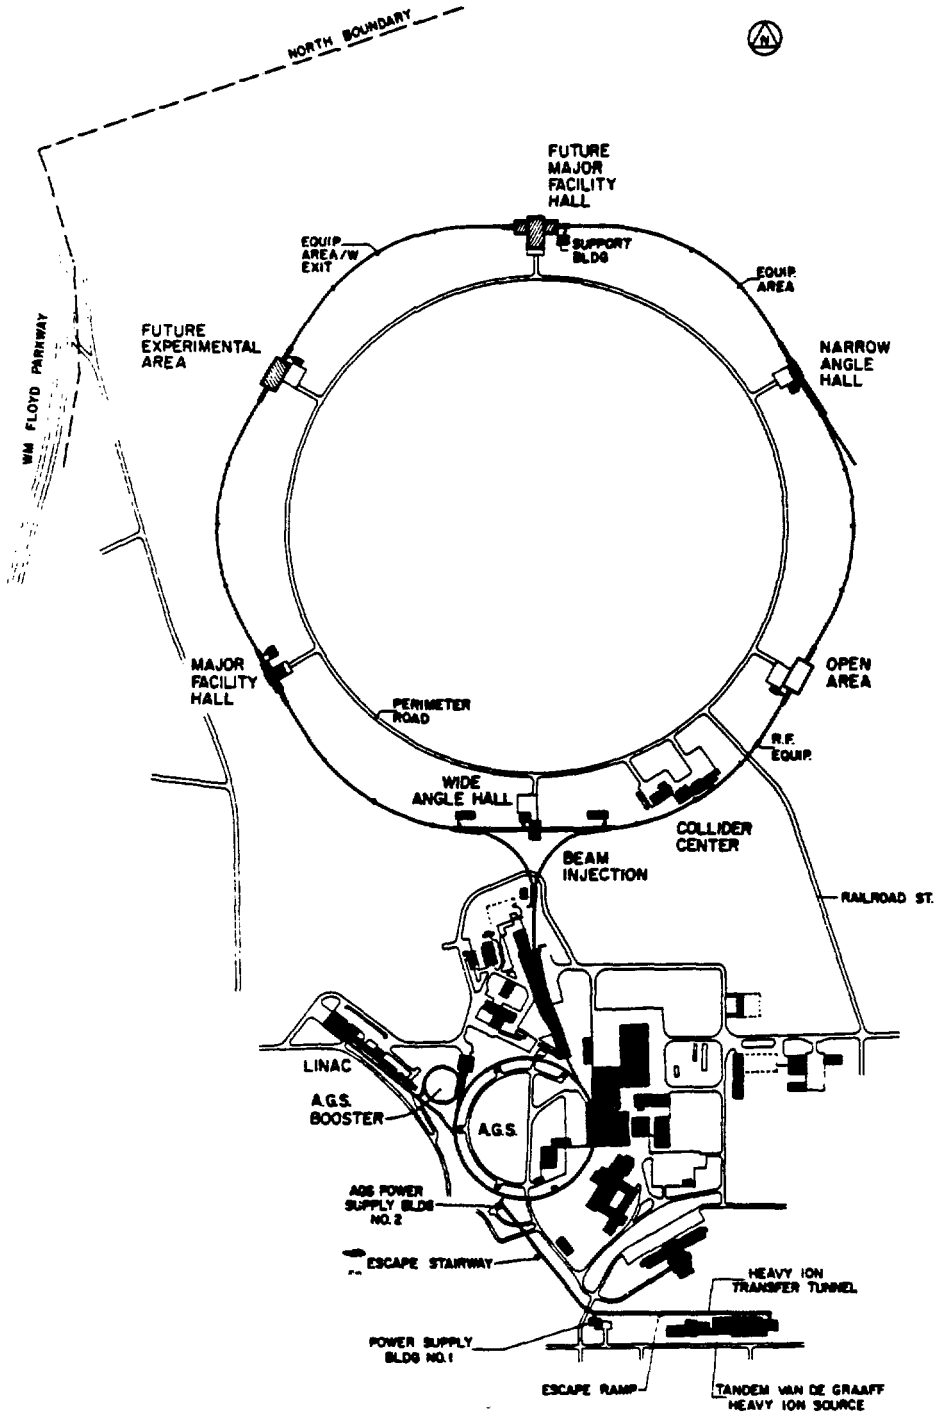 NORTH BOUNDARY
N
FUTURE
MAJOR
FACILITY
HALL
SUPPORT
BLDG
EQUIP
AREA/W
EXIT
EQUIP.
AREA
FUTURE
EXPERIMENTAL
AREA
NARROW
ANGLE
HALL
WM FLOYD PARKWAY
MAJOR
FACILITY
HALL
OPEN
AREA
PERIMETER
ROAD
R.F.
EQUIP.
WIDE
ANGLE HALL
COLLIDER
CENTER
BEAM
INJECTION
RAILROAD ST.
LINAC
A.G.S.
BOOSTER
A.G.S.
AGS POWER
SUPPLY BLDG
NO. 2
ESCAPE STAIRWAY
HEAVY ION
TRANSFER TUNNEL
POWER SUPPLY
BLDG NO.1
ESCAPE RAMP
TANDEM VAN DE GRAAFF
HEAVY ION SOURCE